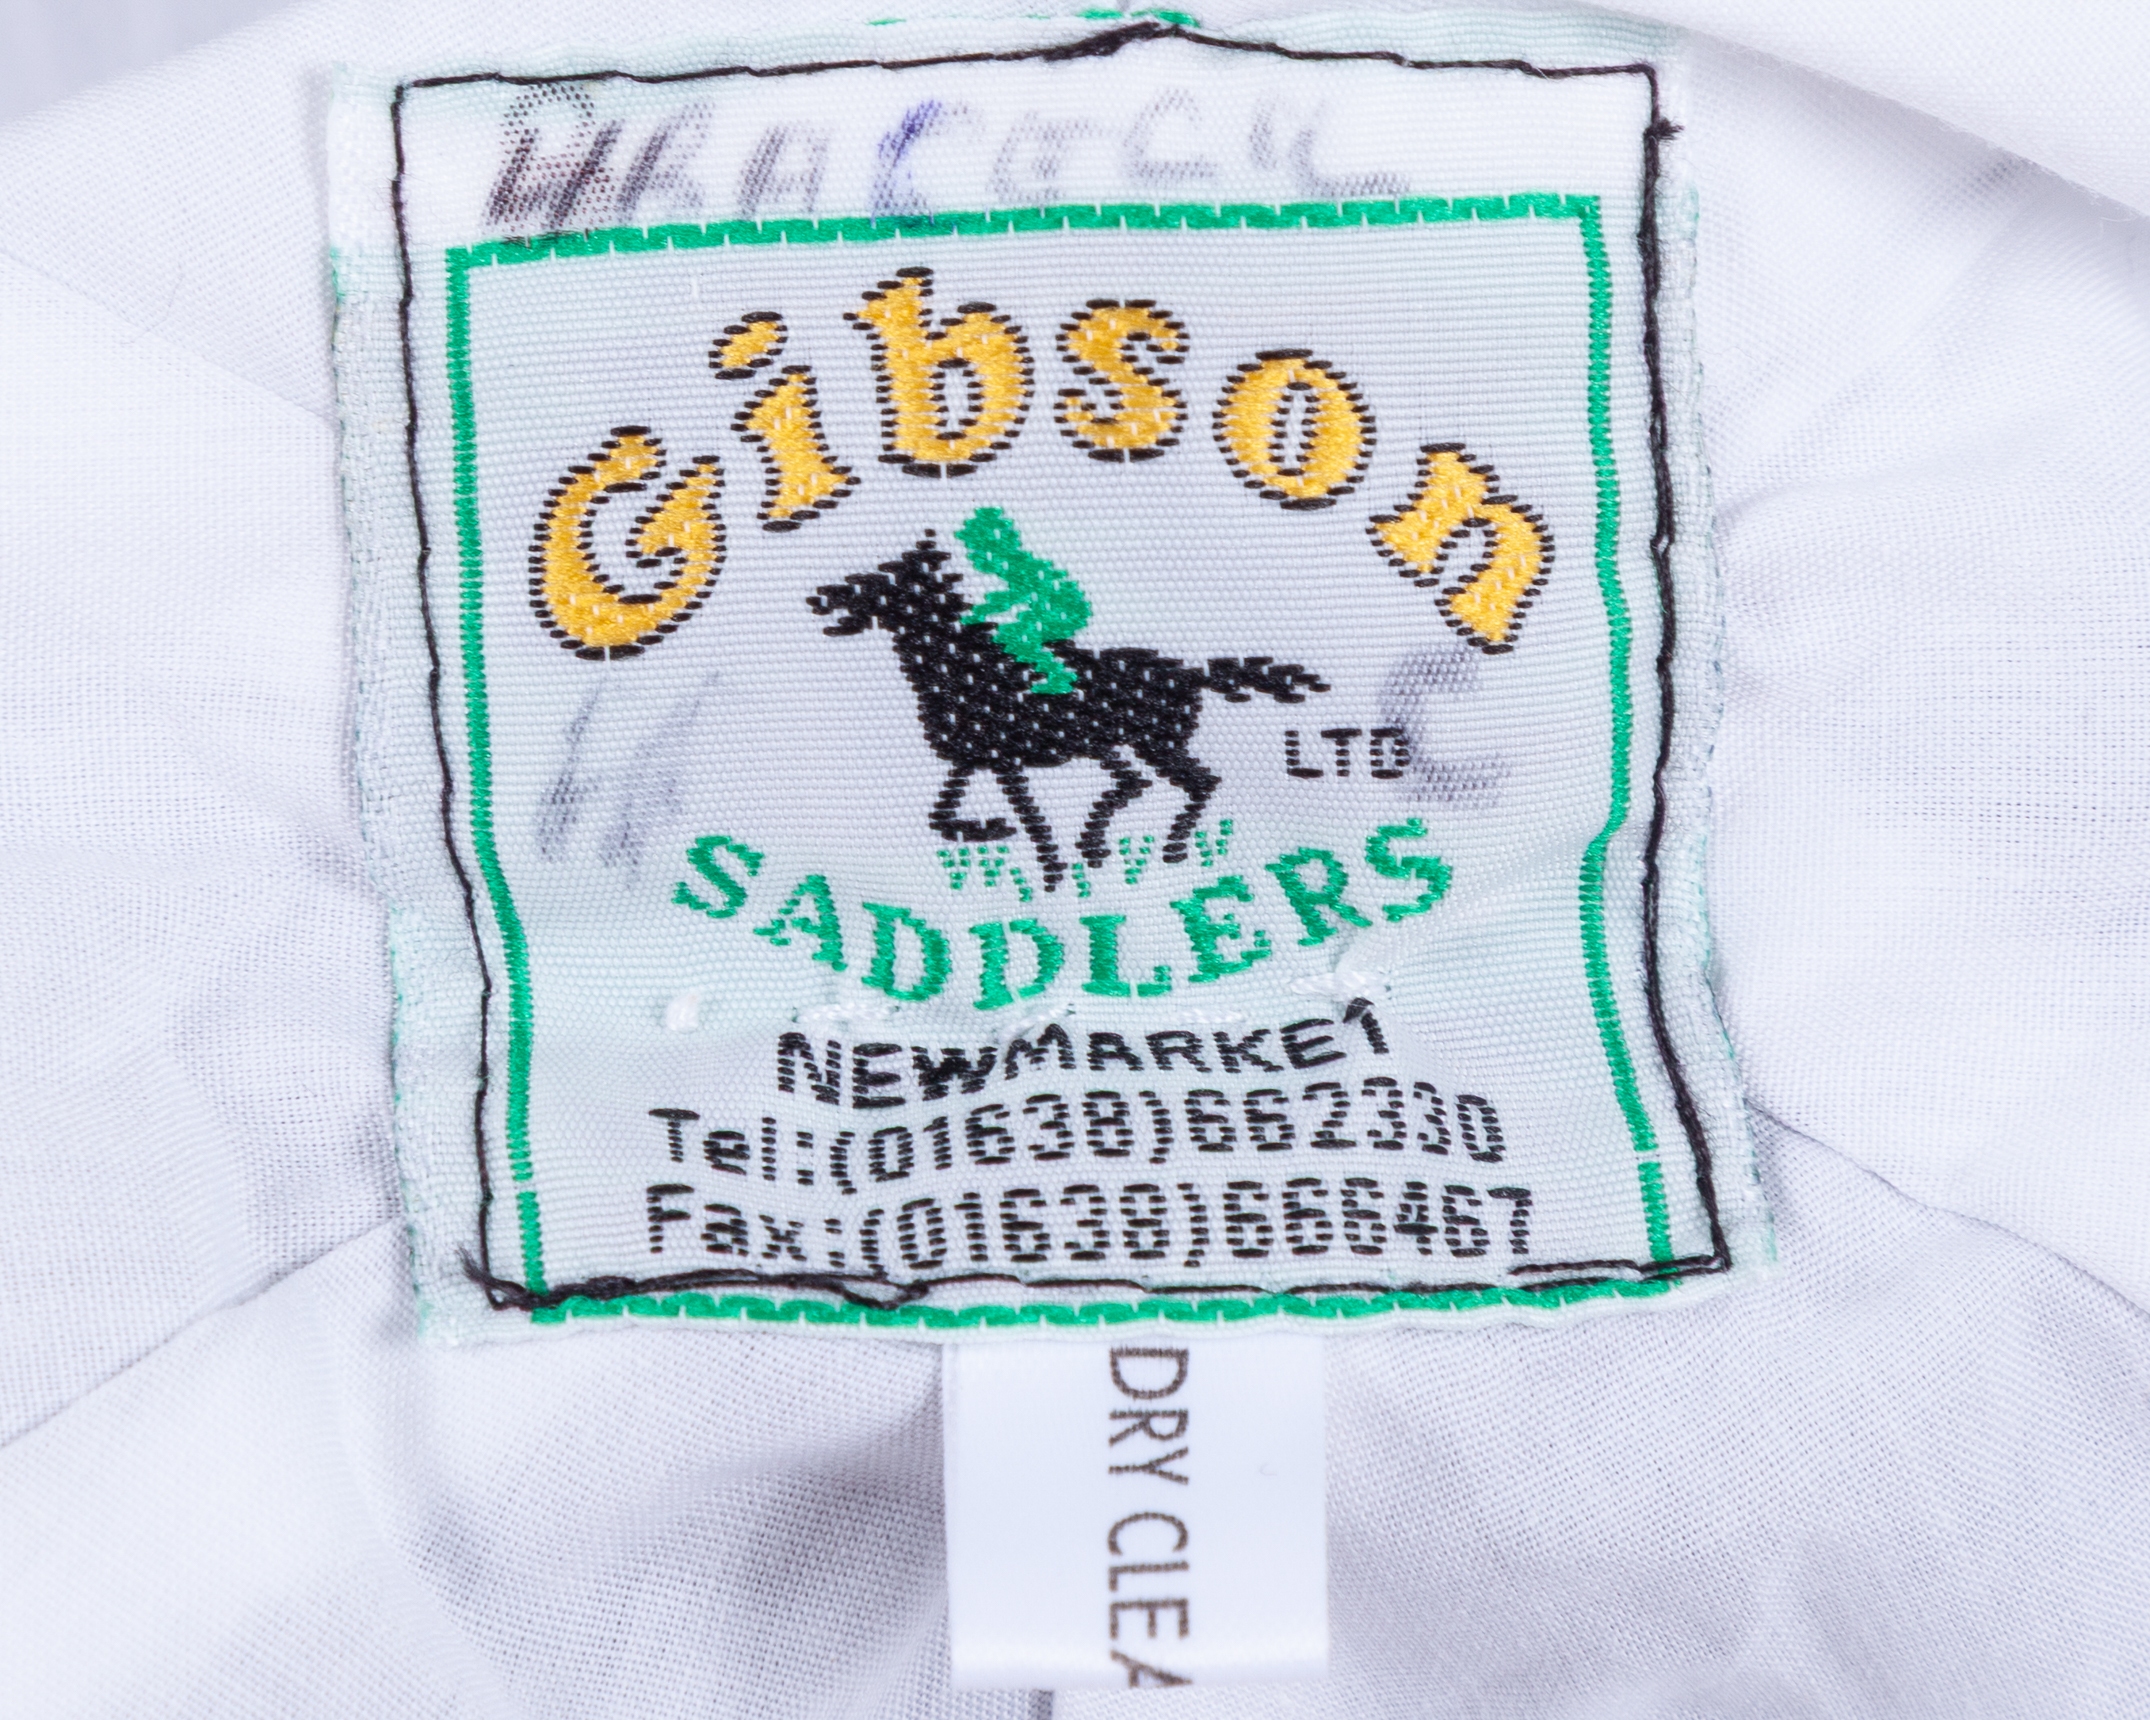 Gibson
LTD
SADDLERS
NEWMARKET
Tel:(01638)662330
Fax:(01638)666467
DRY CLEA